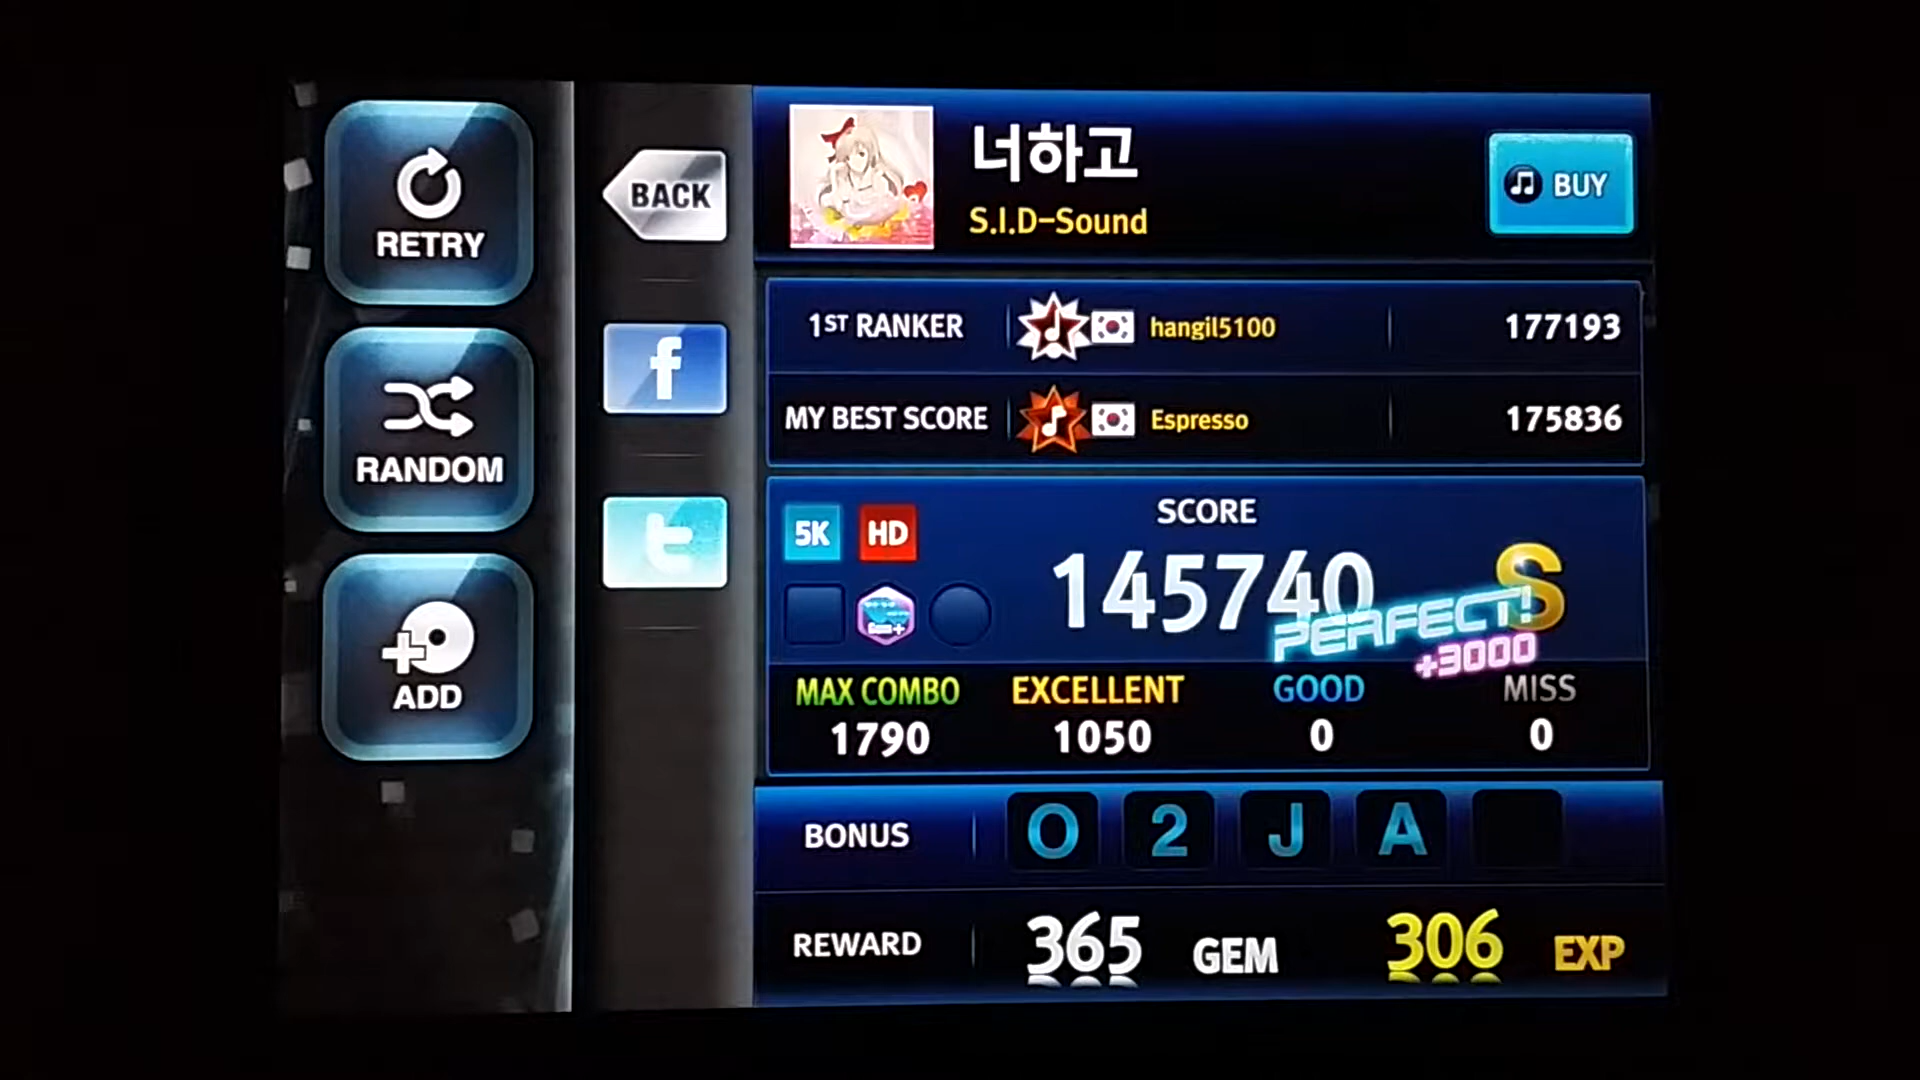 RETRY
RANDOM
ADD
BACK
f
t
너하고
S.I.D-Sound
BUY
1ST RANKER hangil5100 177193
MY BEST SCORE Espresso 175836
5K HD
SCORE
145740 S
PERFECT!
+3000
MAX COMBO EXCELLENT GOOD MISS
1790 1050 0 0
BONUS O 2 J A
REWARD 365 GEM 306 EXP